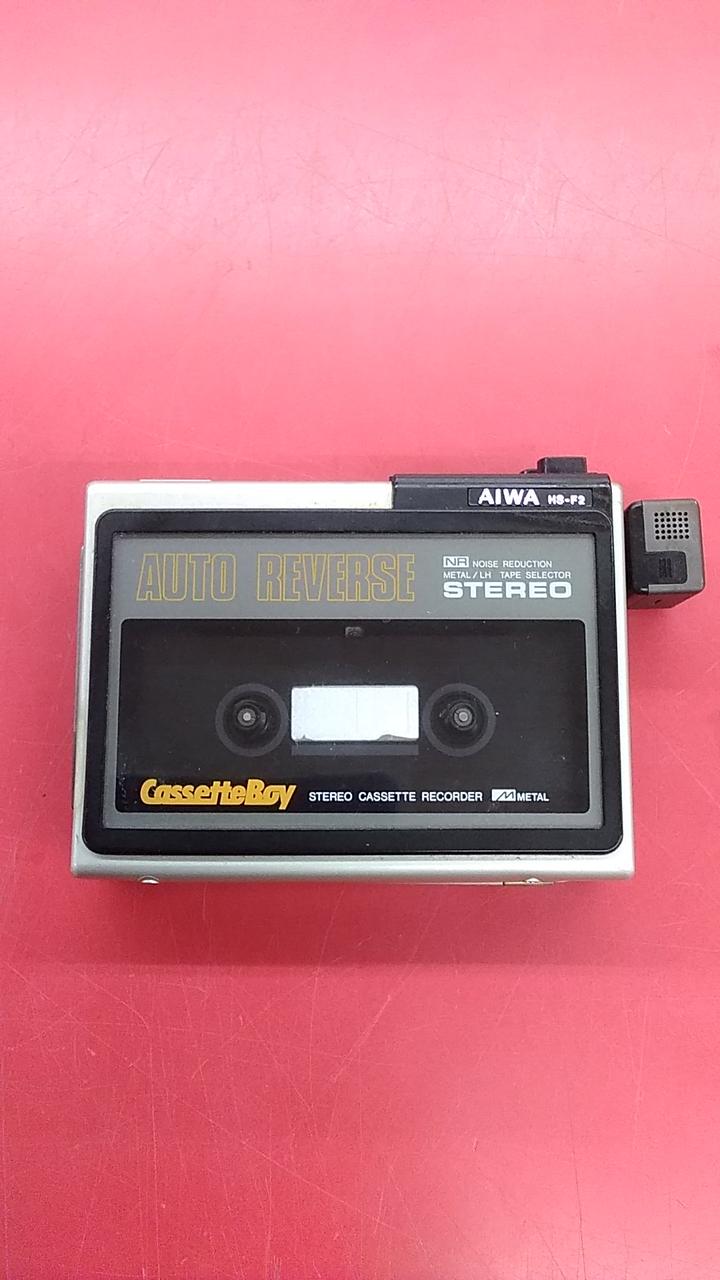 AIWA HS-F2
AUTO REVERSE
NR NOISE REDUCTION
METAL/LH TAPE SELECTOR
STEREO
CassetteBoy STEREO CASSETTE RECORDER M METAL